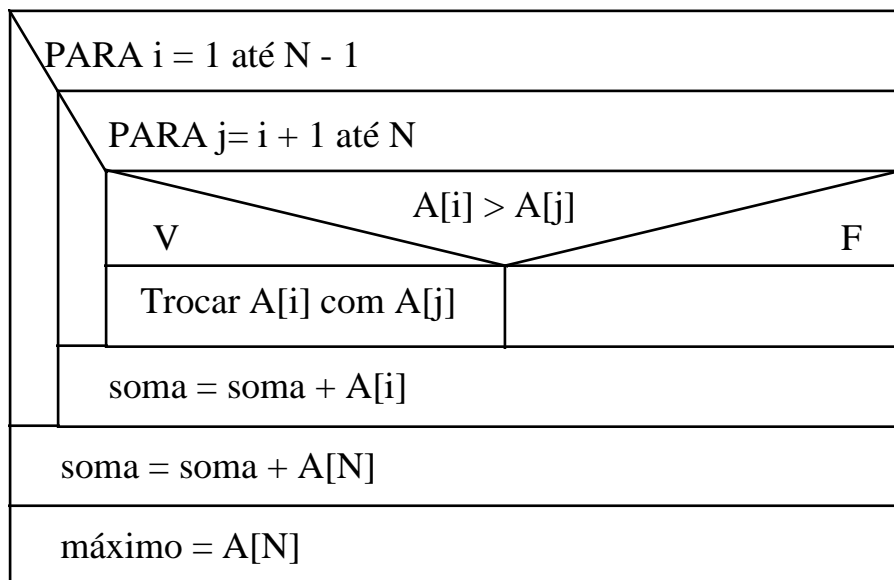 PARA i = 1 até N - 1
PARA j= i + 1 até N
A[i] > A[j]
V
F
Trocar A[i] com A[j]
soma = soma + A[i]
soma = soma + A[N]
máximo = A[N]